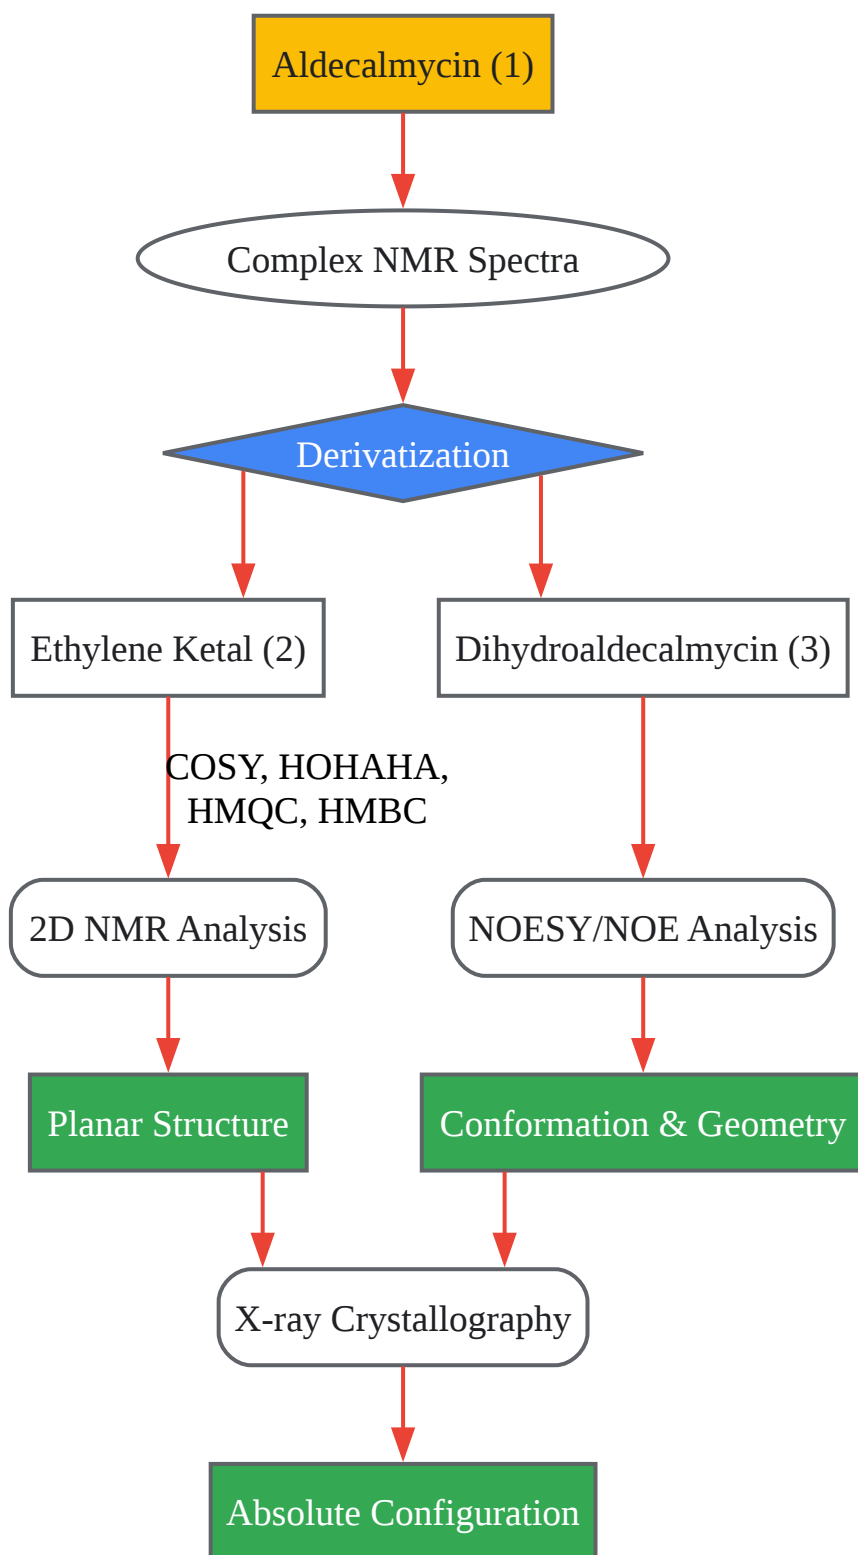 Aldecalmycin (1)
Complex NMR Spectra
Derivatization
Ethylene Ketal (2)
Dihydroaldecalmycin (3)
COSY, HOHAHA,
HMQC, HMBC
2D NMR Analysis
NOESY/NOE Analysis
Planar Structure
Conformation & Geometry
X-ray Crystallography
Absolute Configuration